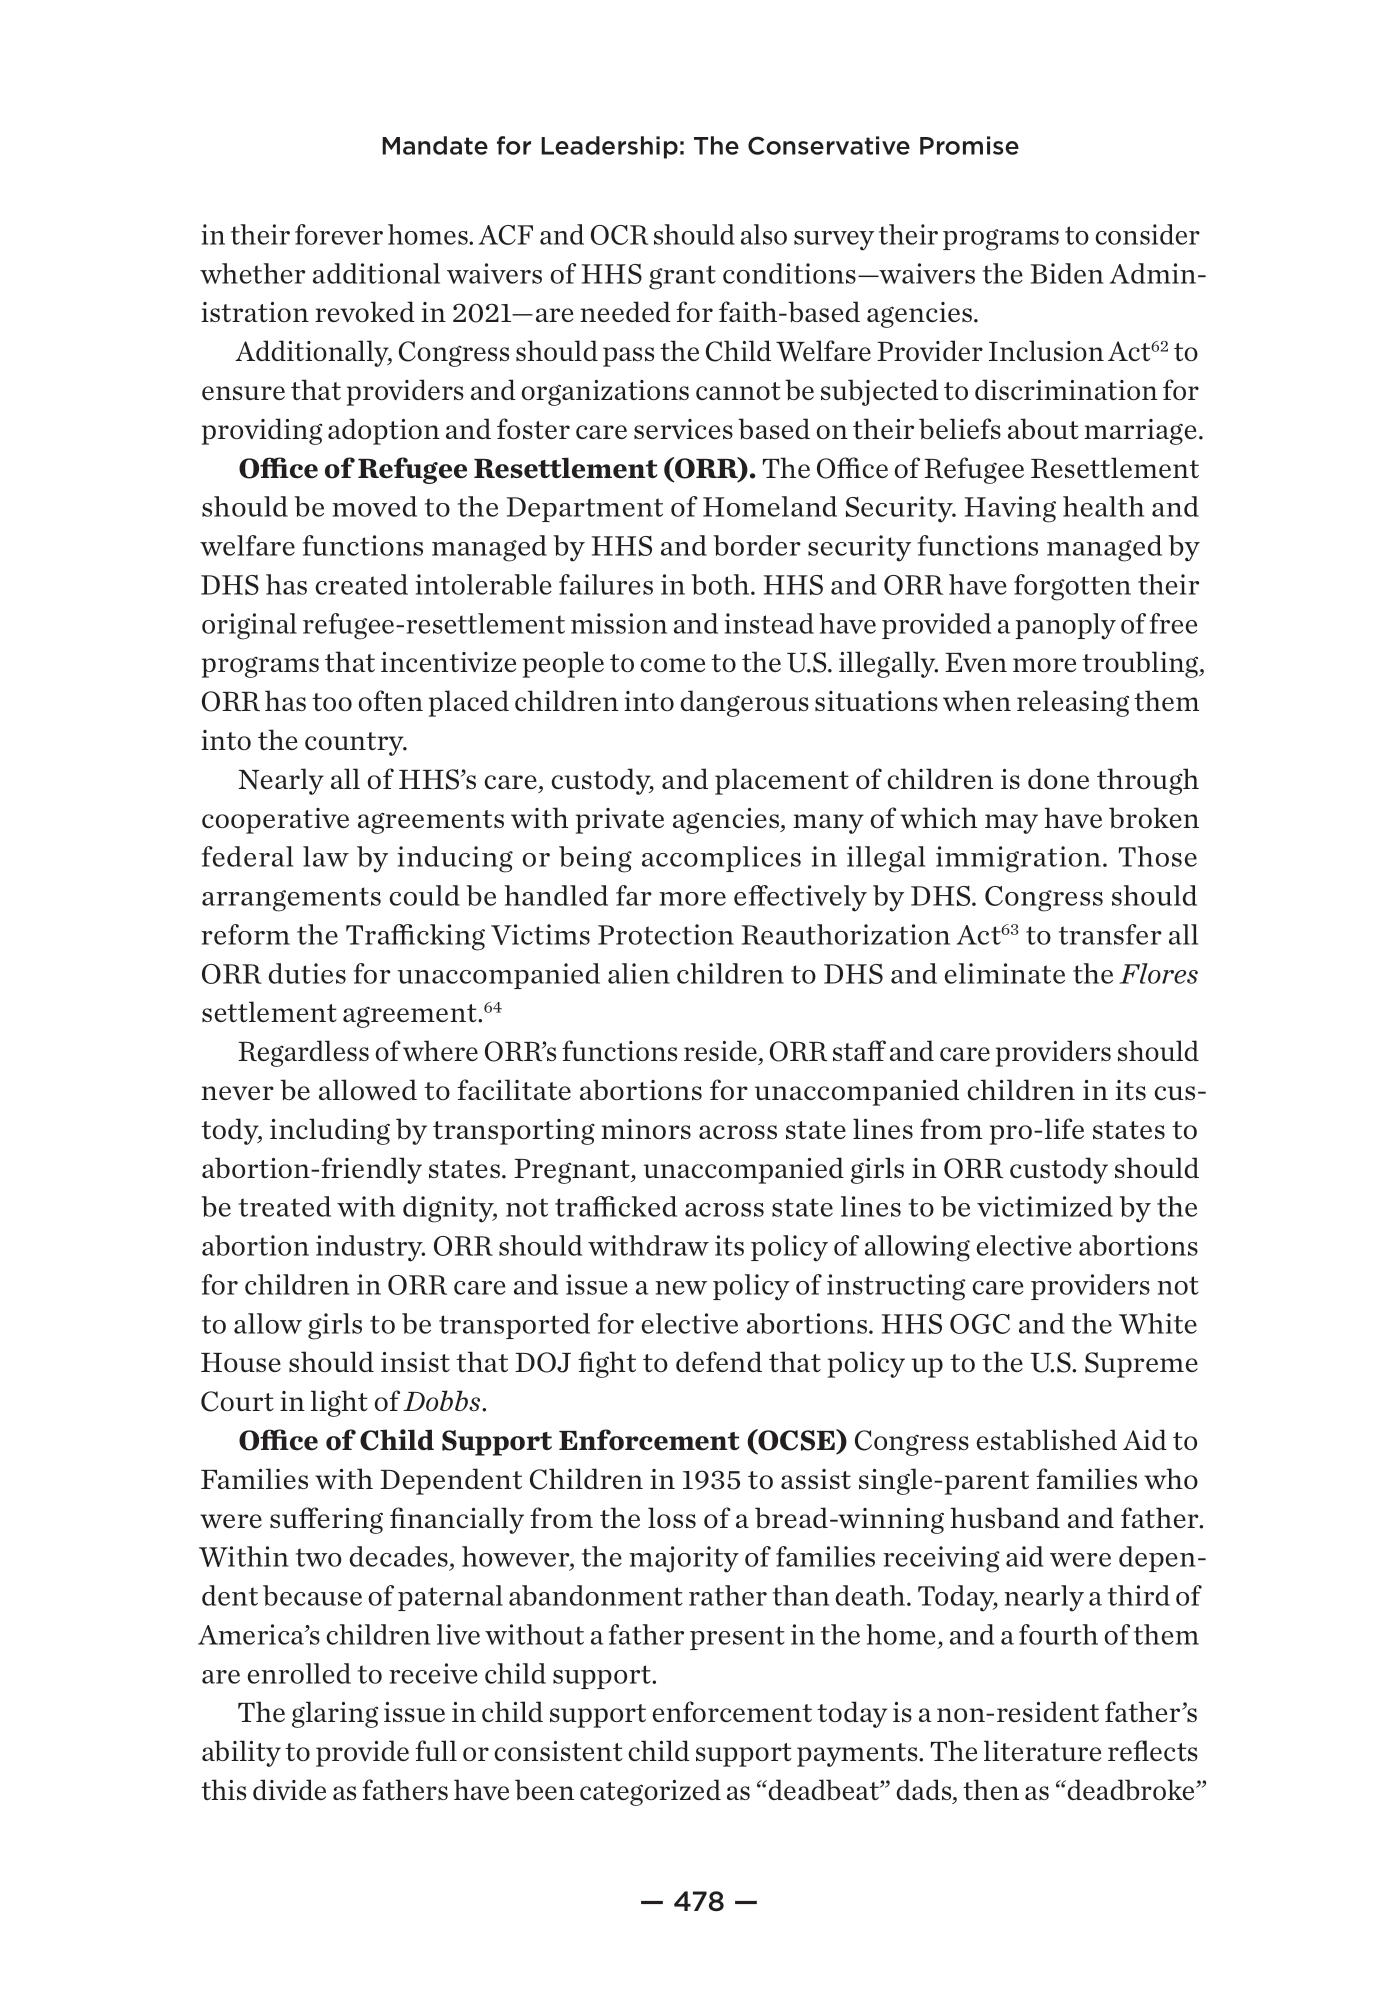 Mandate for Leadership: The Conservative Promise
in their forever homes. ACF and OCR should also survey their programs to consider
whether additional waivers of HHS grant conditions—waivers the Biden Admin-
istration revoked in 2021—are needed for faith-based agencies.
Additionally, Congress should pass the Child Welfare Provider Inclusion Act⁶² to
ensure that providers and organizations cannot be subjected to discrimination for
providing adoption and foster care services based on their beliefs about marriage.
Office of Refugee Resettlement (ORR). The Office of Refugee Resettlement
should be moved to the Department of Homeland Security. Having health and
welfare functions managed by HHS and border security functions managed by
DHS has created intolerable failures in both. HHS and ORR have forgotten their
original refugee-resettlement mission and instead have provided a panoply of free
programs that incentivize people to come to the U.S. illegally. Even more troubling,
ORR has too often placed children into dangerous situations when releasing them
into the country.
Nearly all of HHS’s care, custody, and placement of children is done through
cooperative agreements with private agencies, many of which may have broken
federal law by inducing or being accomplices in illegal immigration. Those
arrangements could be handled far more effectively by DHS. Congress should
reform the Trafficking Victims Protection Reauthorization Act⁶³ to transfer all
ORR duties for unaccompanied alien children to DHS and eliminate the Flores
settlement agreement.⁶⁴
Regardless of where ORR’s functions reside, ORR staff and care providers should
never be allowed to facilitate abortions for unaccompanied children in its cus-
tody, including by transporting minors across state lines from pro-life states to
abortion-friendly states. Pregnant, unaccompanied girls in ORR custody should
be treated with dignity, not trafficked across state lines to be victimized by the
abortion industry. ORR should withdraw its policy of allowing elective abortions
for children in ORR care and issue a new policy of instructing care providers not
to allow girls to be transported for elective abortions. HHS OGC and the White
House should insist that DOJ fight to defend that policy up to the U.S. Supreme
Court in light of Dobbs.
Office of Child Support Enforcement (OCSE) Congress established Aid to
Families with Dependent Children in 1935 to assist single-parent families who
were suffering financially from the loss of a bread-winning husband and father.
Within two decades, however, the majority of families receiving aid were depen-
dent because of paternal abandonment rather than death. Today, nearly a third of
America’s children live without a father present in the home, and a fourth of them
are enrolled to receive child support.
The glaring issue in child support enforcement today is a non-resident father’s
ability to provide full or consistent child support payments. The literature reflects
this divide as fathers have been categorized as “deadbeat” dads, then as “deadbroke”
— 478 —